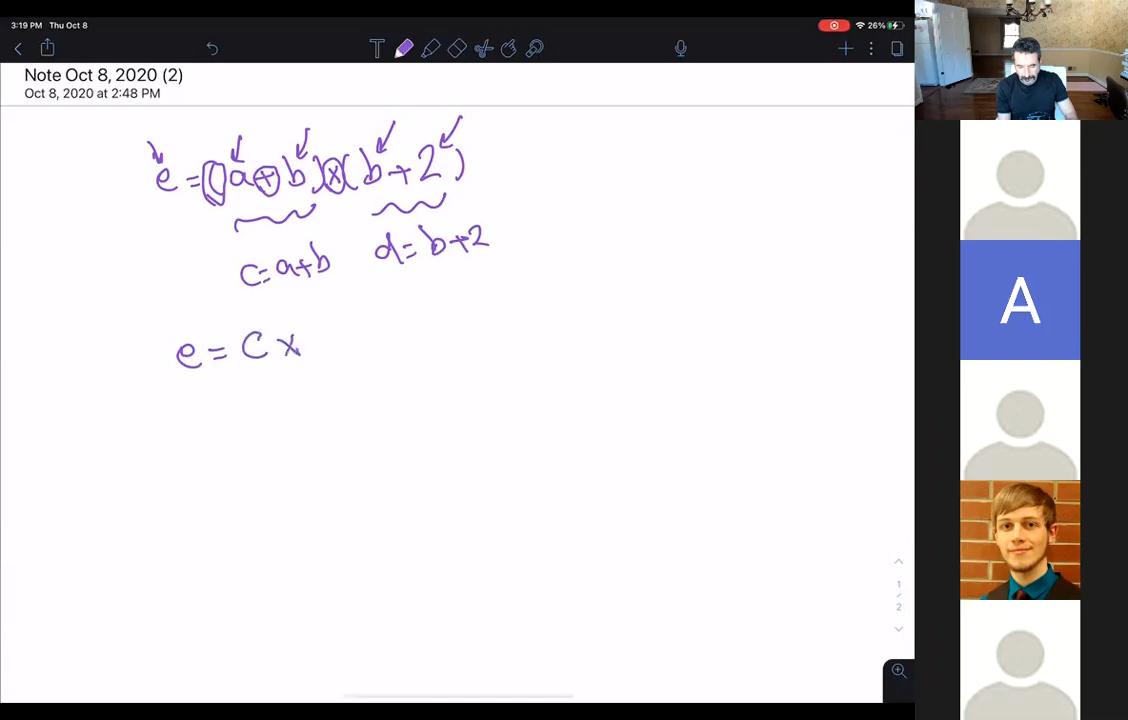 3:19 PM Thu Oct 8
26%
T
Note Oct 8, 2020 (2)
Oct 8, 2020 at 2:48 PM
e = (a + b) × (b + 2)
c = a + b
d = b + 2
e = c ×
A
1
2